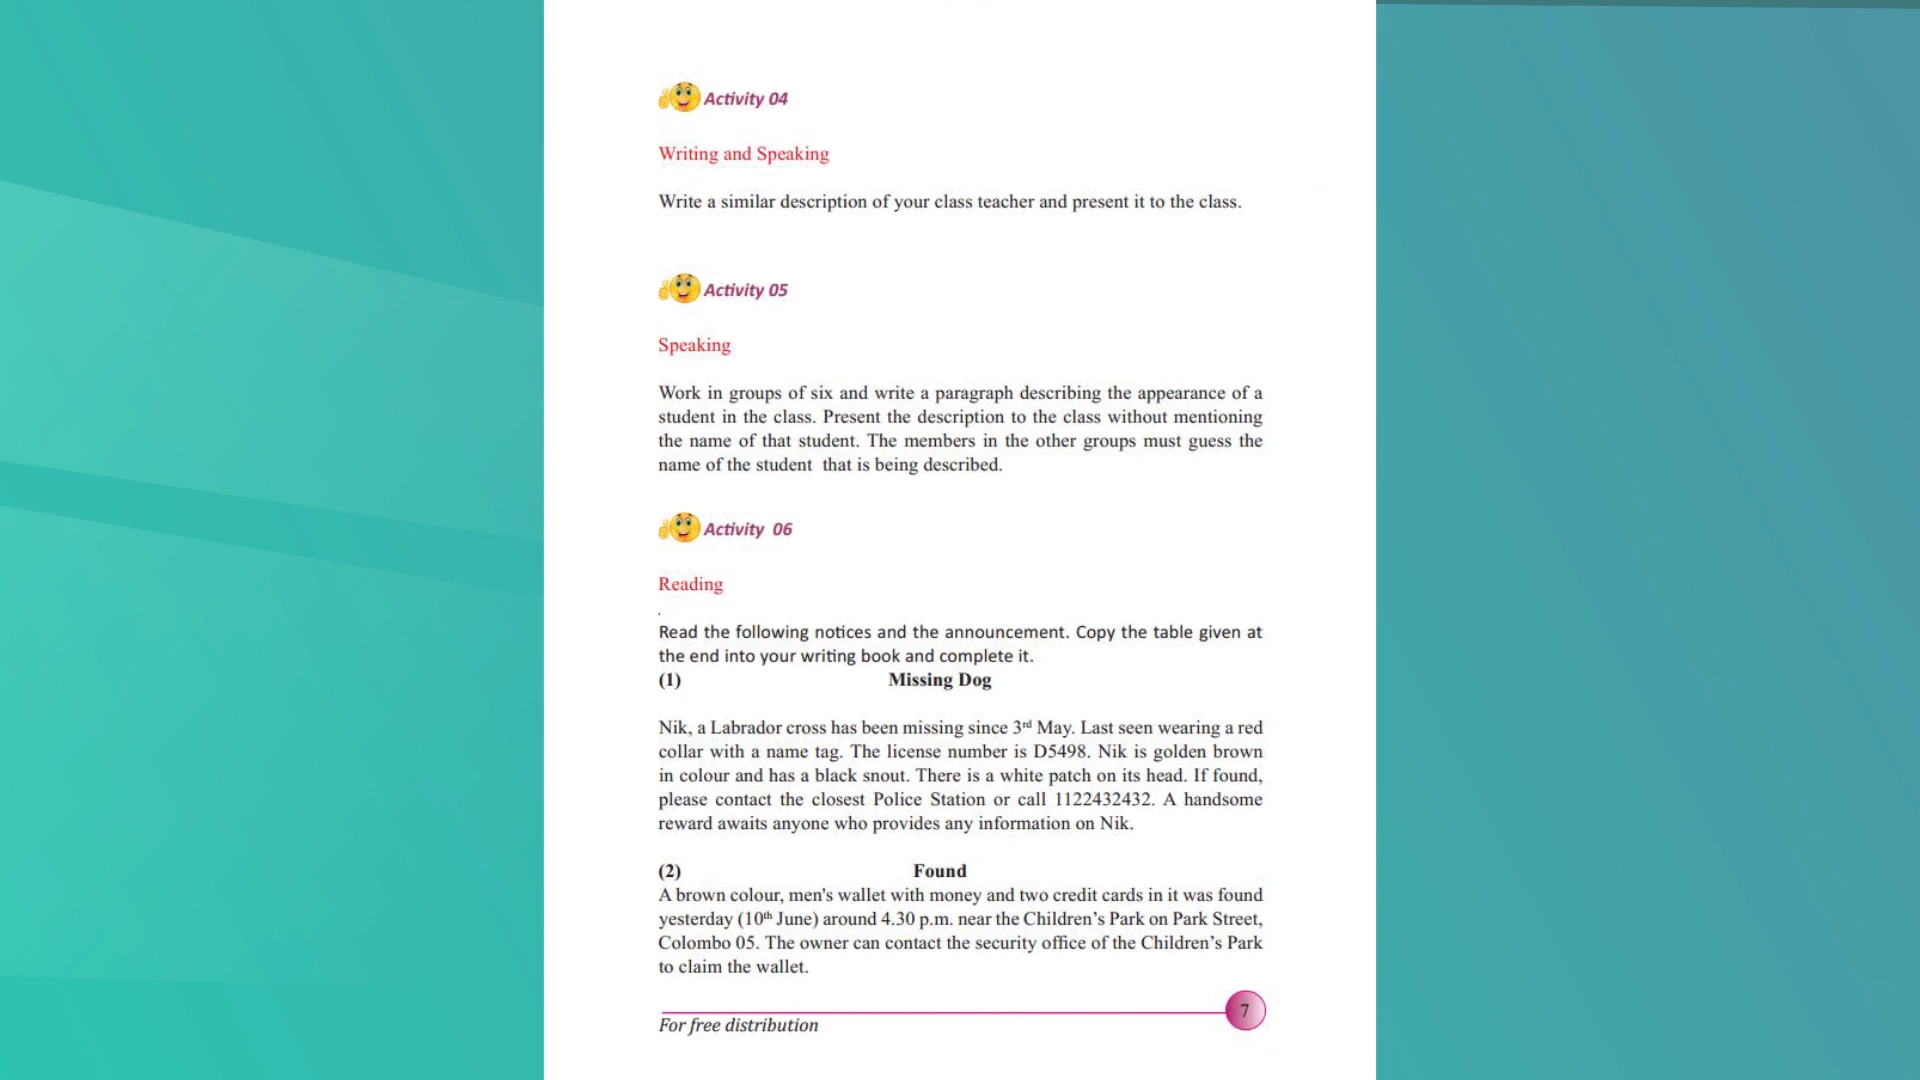 Activity 04
Writing and Speaking
Write a similar description of your class teacher and present it to the class.
Activity 05
Speaking
Work in groups of six and write a paragraph describing the appearance of a
student in the class. Present the description to the class without mentioning
the name of that student. The members in the other groups must guess the
name of the student that is being described.
Activity 06
Reading
.
Read the following notices and the announcement. Copy the table given at
the end into your writing book and complete it.
(1) Missing Dog
Nik, a Labrador cross has been missing since 3rd May. Last seen wearing a red
collar with a name tag. The license number is D5498. Nik is golden brown
in colour and has a black snout. There is a white patch on its head. If found,
please contact the closest Police Station or call 1122432432. A handsome
reward awaits anyone who provides any information on Nik.
(2) Found
A brown colour, men's wallet with money and two credit cards in it was found
yesterday (10th June) around 4.30 p.m. near the Children’s Park on Park Street,
Colombo 05. The owner can contact the security office of the Children’s Park
to claim the wallet.
7
For free distribution